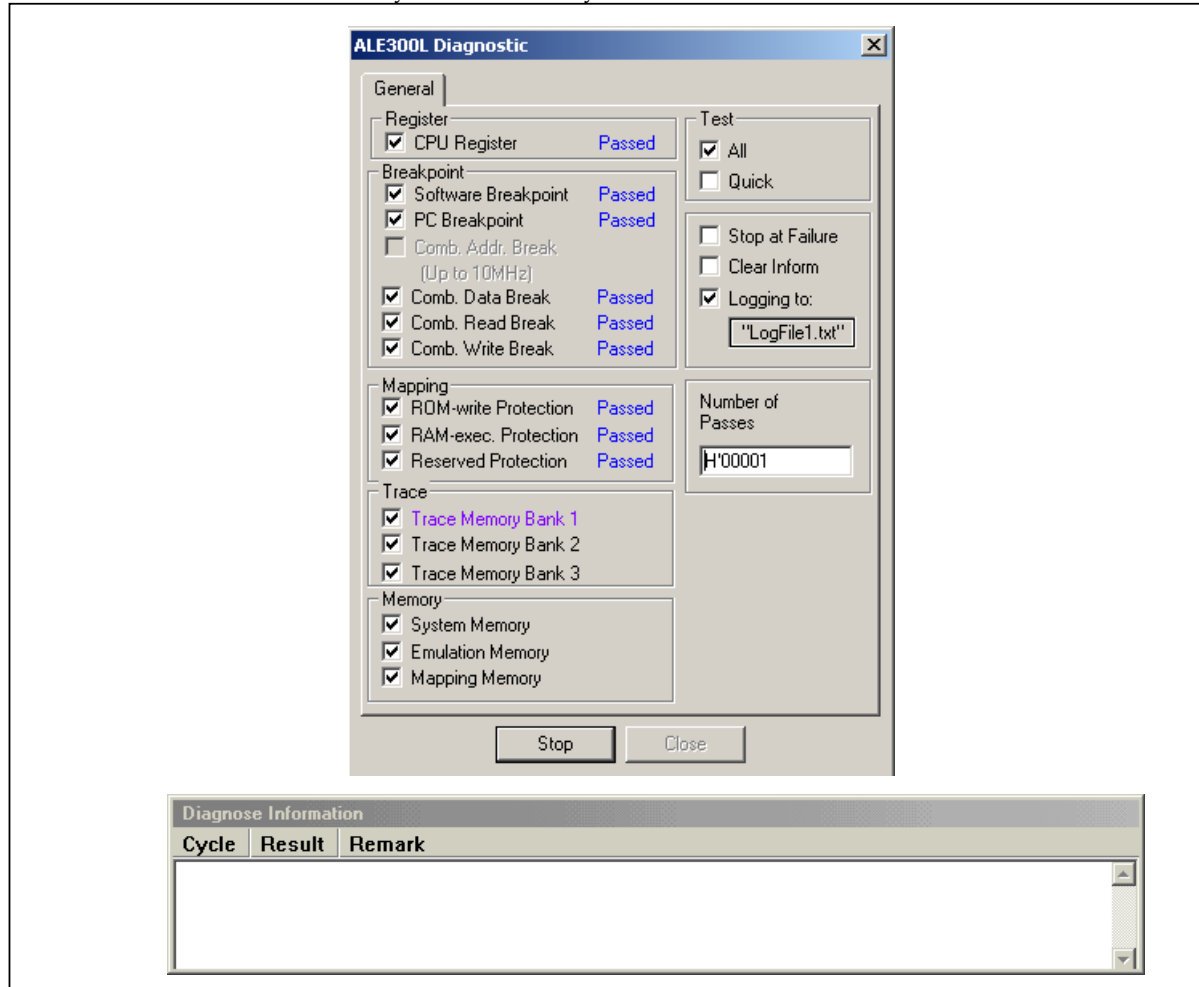 ALE300L Diagnostic
General
Register
CPU Register Passed
Breakpoint
Software Breakpoint Passed
PC Breakpoint Passed
Comb. Addr. Break
(Up to 10MHz)
Comb. Data Break Passed
Comb. Read Break Passed
Comb. Write Break Passed
Mapping
ROM-write Protection Passed
RAM-exec. Protection Passed
Reserved Protection Passed
Trace
Trace Memory Bank 1
Trace Memory Bank 2
Trace Memory Bank 3
Memory
System Memory
Emulation Memory
Mapping Memory
Test
All
Quick
Stop at Failure
Clear Inform
Logging to:
"LogFile1.txt"
Number of
Passes
H'00001
Stop Close
Diagnose Information
Cycle Result Remark